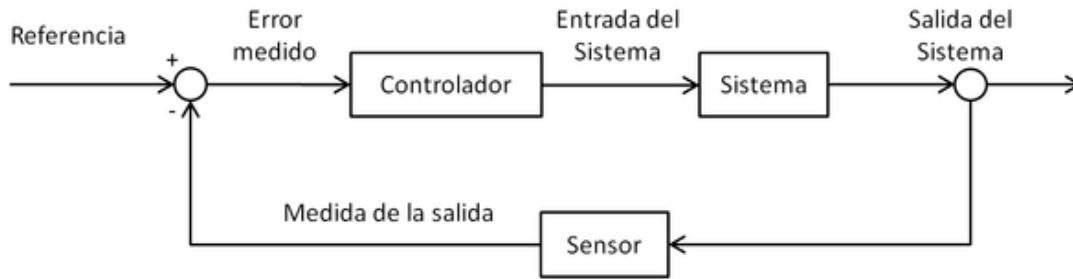 Referencia
+
-
Error
medido
Controlador
Entrada del
Sistema
Sistema
Salida del
Sistema
Medida de la salida
Sensor